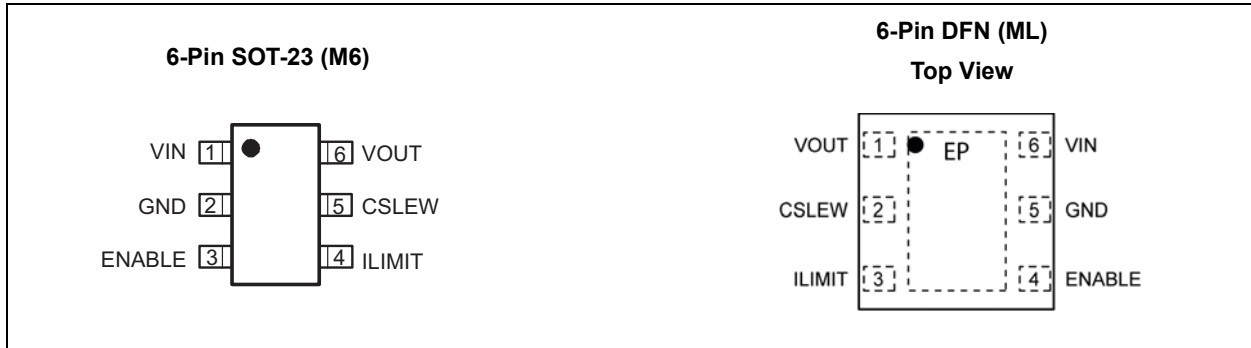 6-Pin SOT-23 (M6)
VIN 1 6 VOUT
GND 2 5 CSLEW
ENABLE 3 4 ILIMIT
6-Pin DFN (ML)
Top View
VOUT 1 EP 6 VIN
CSLEW 2 5 GND
ILIMIT 3 4 ENABLE